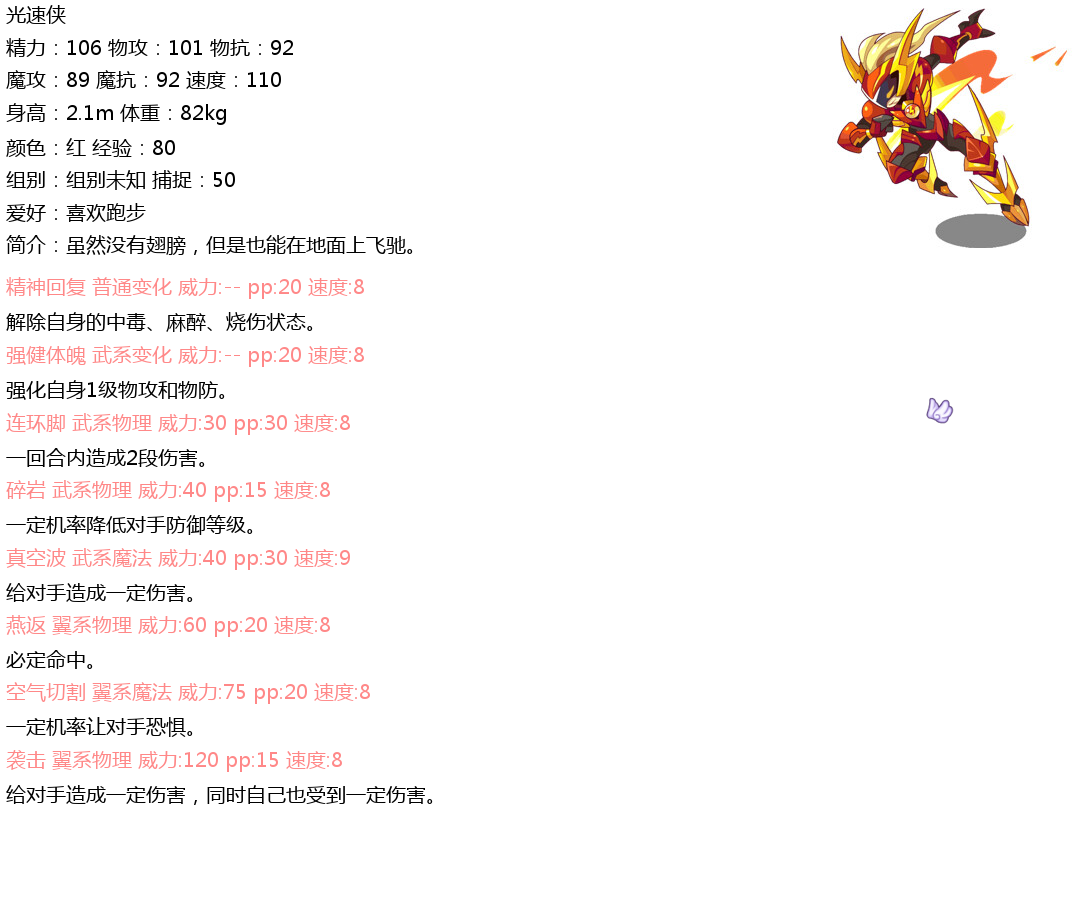 光速侠
精力：106 物攻：101 物抗：92
魔攻：89 魔抗：92 速度：110
身高：2.1m 体重：82kg
颜色：红 经验：80
组别：组别未知 捕捉：50
爱好：喜欢跑步
简介：虽然没有翅膀，但是也能在地面上飞驰。
精神回复 普通变化 威力:-- pp:20 速度:8
解除自身的中毒、麻醉、烧伤状态。
强健体魄 武系变化 威力:-- pp:20 速度:8
强化自身1级物攻和物防。
连环脚 武系物理 威力:30 pp:30 速度:8
一回合内造成2段伤害。
碎岩 武系物理 威力:40 pp:15 速度:8
一定机率降低对手防御等级。
真空波 武系魔法 威力:40 pp:30 速度:9
给对手造成一定伤害。
燕返 翼系物理 威力:60 pp:20 速度:8
必定命中。
空气切割 翼系魔法 威力:75 pp:20 速度:8
一定机率让对手恐惧。
袭击 翼系物理 威力:120 pp:15 速度:8
给对手造成一定伤害，同时自己也受到一定伤害。